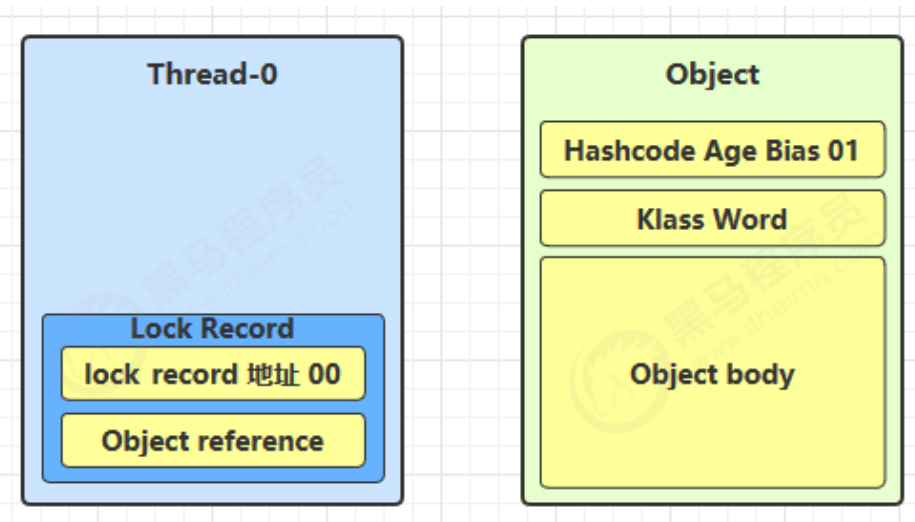 Thread-0
Lock Record
lock record 地址 00
Object reference
Object
Hashcode Age Bias 01
Klass Word
Object body
黑马程序员
www.itheima.com
黑马程序员
www.itheima.com